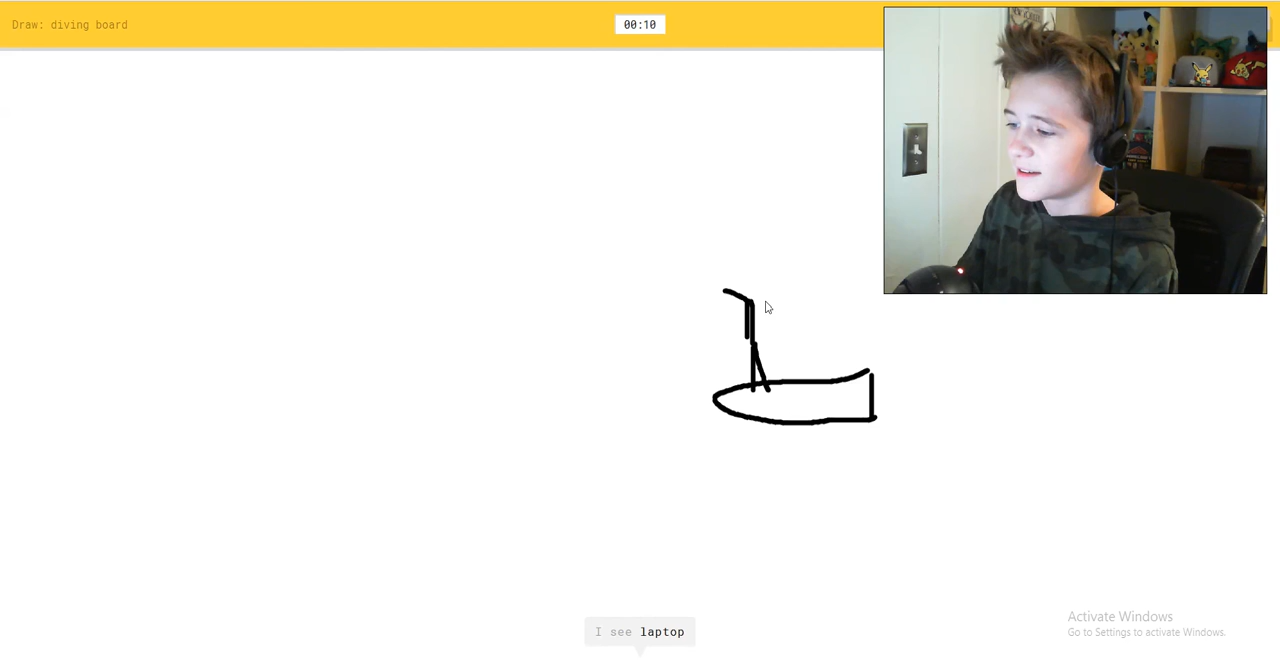 Draw: diving board
00:10
I see laptop
Activate Windows
Go to Settings to activate Windows.